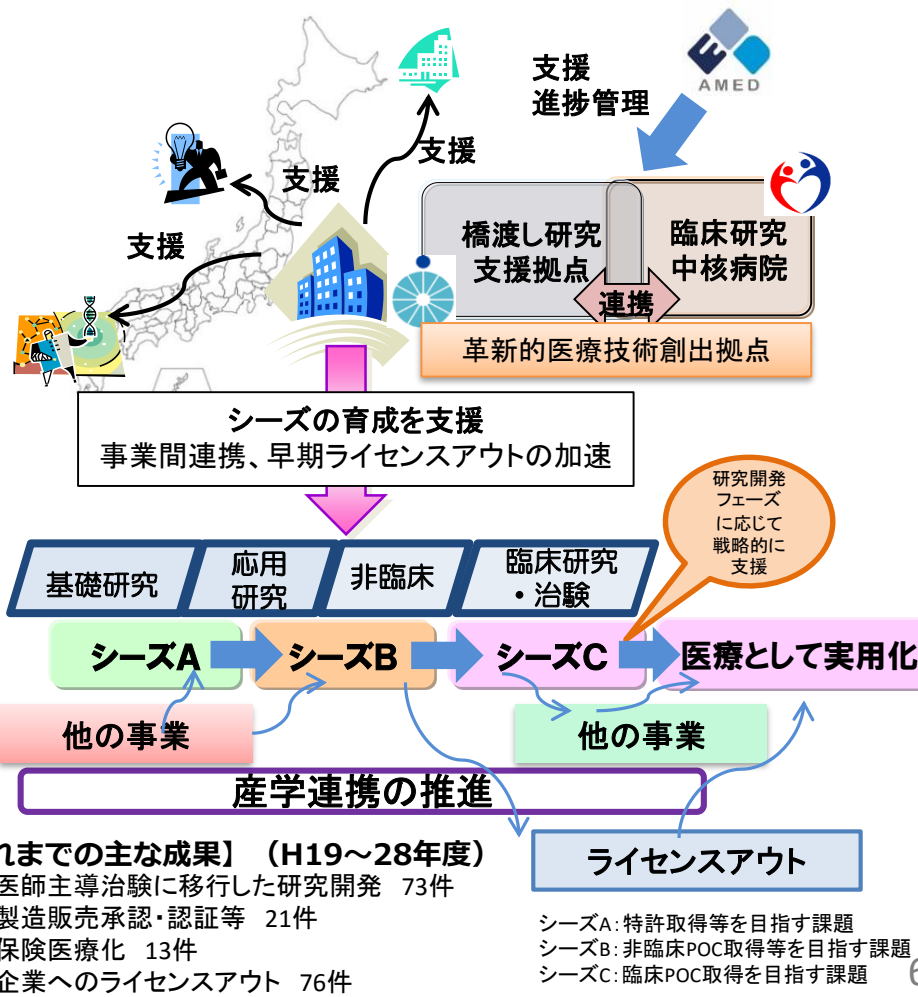 支援
進捗管理
AMED
支援
支援
支援
橋渡し研究
支援拠点
臨床研究
中核病院
連携
革新的医療技術創出拠点
シーズの育成を支援
事業間連携、早期ライセンスアウトの加速
研究開発
フェーズ
に応じて
戦略的に
支援
基礎研究
応用
研究
非臨床
臨床研究
・治験
シーズA
シーズB
シーズC
医療として実用化
他の事業
他の事業
産学連携の推進
ライセンスアウト
れまでの主な成果】（H19～28年度）
医師主導治験に移行した研究開発 73件
製造販売承認・認証等 21件
保険医療化 13件
企業へのライセンスアウト 76件
シーズA：特許取得等を目指す課題
シーズB：非臨床POC取得等を目指す課題
シーズC：臨床POC取得を目指す課題